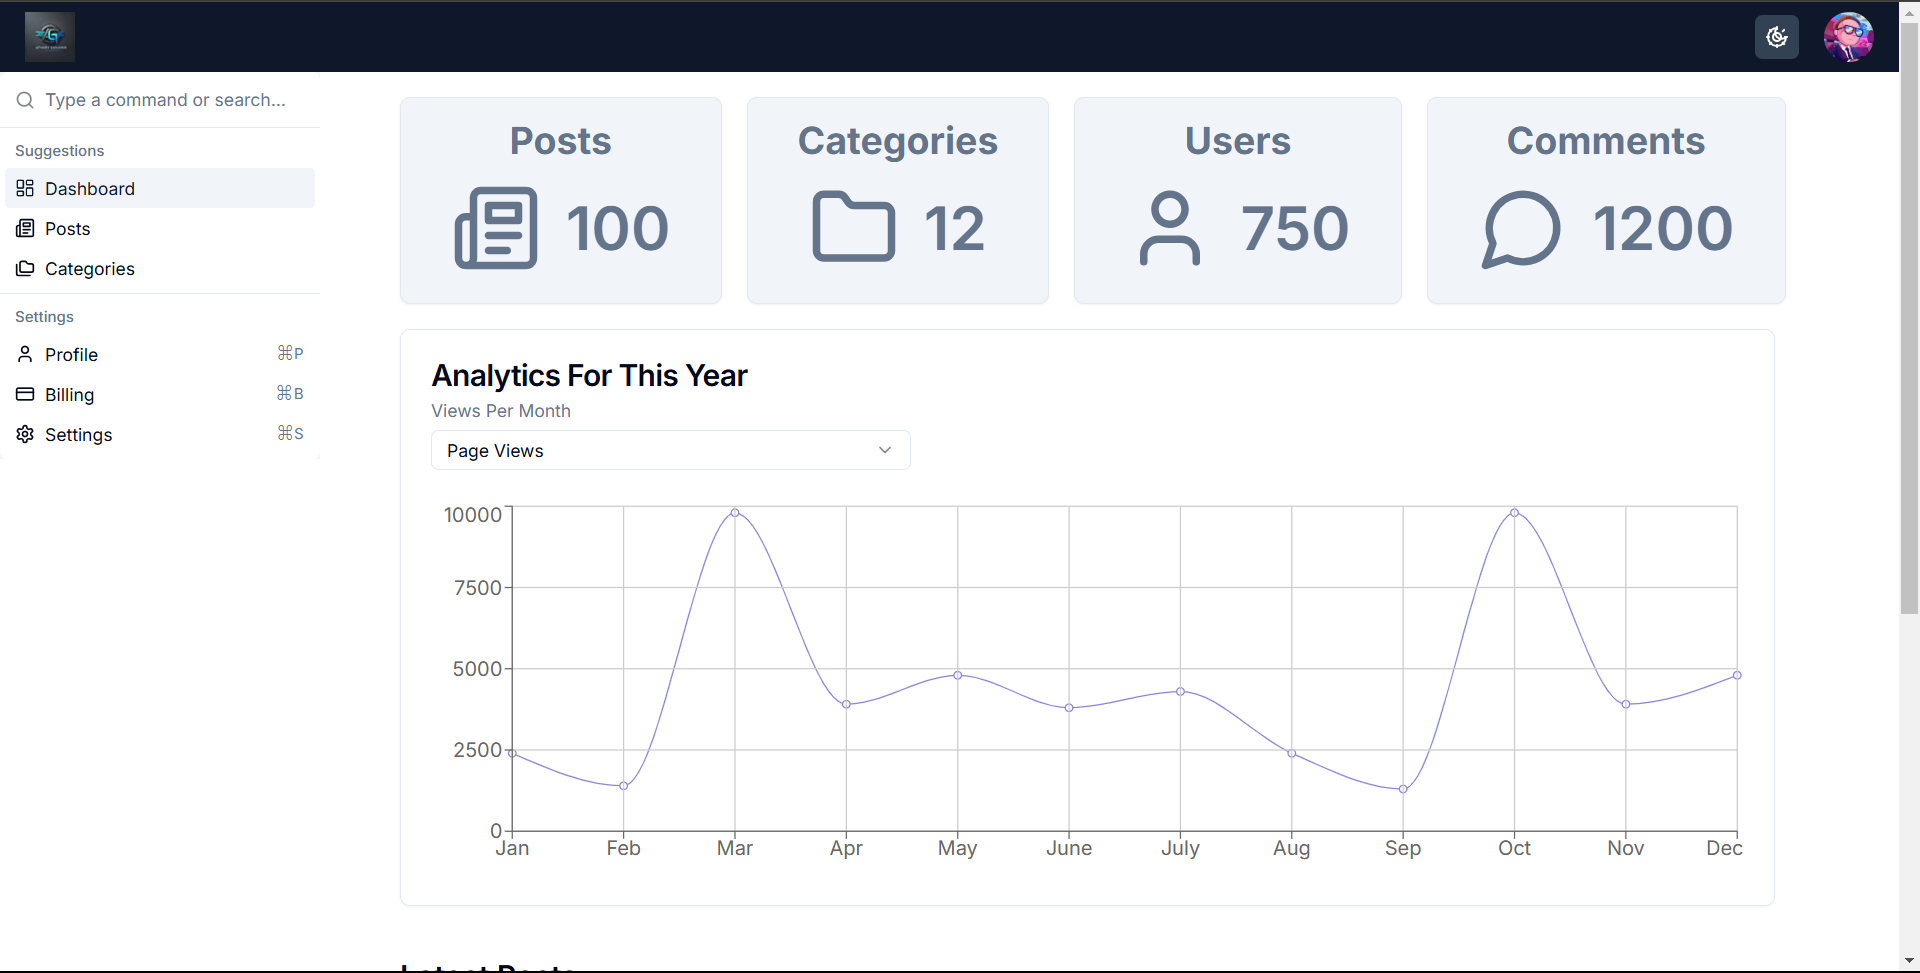 Type a command or search...
Suggestions
Dashboard
Posts
Categories
Settings
Profile ⌘P
Billing ⌘B
Settings ⌘S
Posts
100
Categories
12
Users
750
Comments
1200
Analytics For This Year
Views Per Month
Page Views
10000
7500
5000
2500
0
Jan Feb Mar Apr May June July Aug Sep Oct Nov Dec
Latest Posts